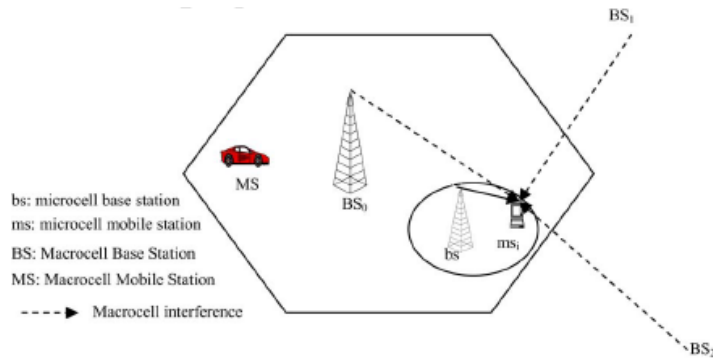 BS₁
MS
BS₀
bs
msᵢ
bs: microcell base station
ms: microcell mobile station
BS: Macrocell Base Station
MS: Macrocell Mobile Station
Macrocell interference